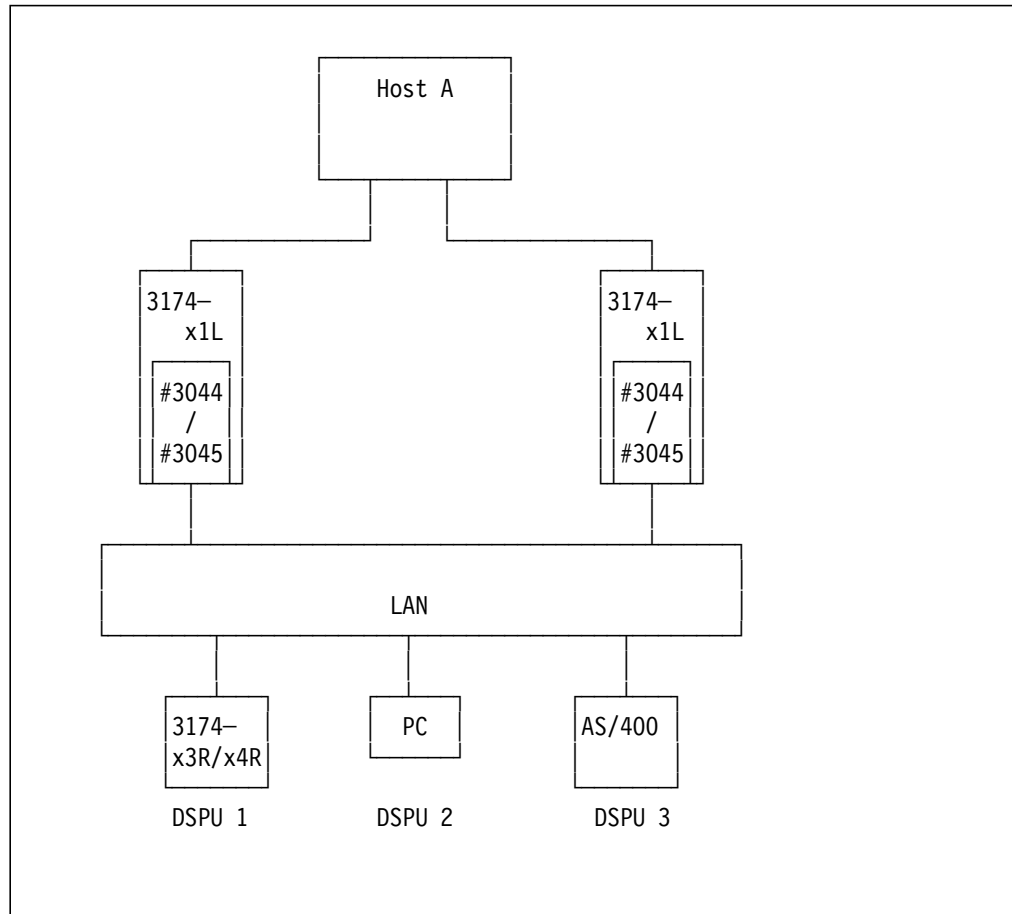 Host A
3174–
x1L
#3044
/
#3045
3174–
x1L
#3044
/
#3045
LAN
3174–
x3R/x4R
PC
AS/400
DSPU 1
DSPU 2
DSPU 3